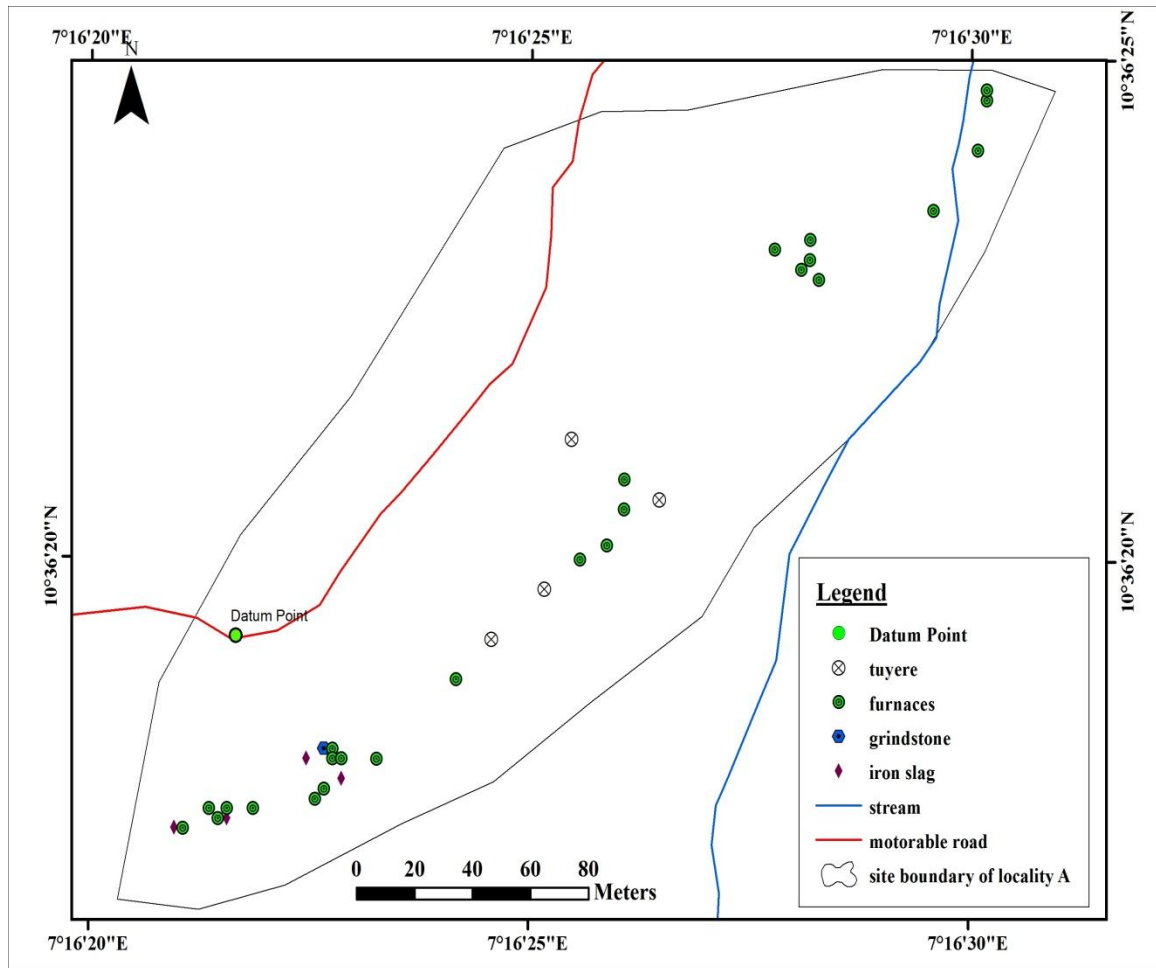 7°16'20"E 7°16'25"E 7°16'30"E
N
10°36'25"N
10°36'20"N
10°36'20"N
Datum Point
Legend
Datum Point
tuyere
furnaces
grindstone
iron slag
stream
motorable road
site boundary of locality A
0 20 40 60 80
Meters
7°16'20"E 7°16'25"E 7°16'30"E